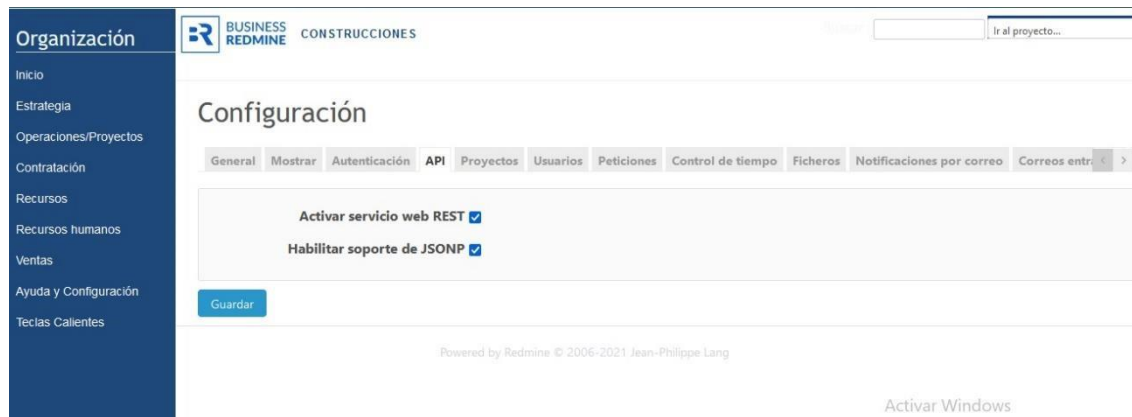 Organización
Inicio
Estrategia
Operaciones/Proyectos
Contratación
Recursos
Recursos humanos
Ventas
Ayuda y Configuración
Teclas Calientes
BUSINESS
REDMINE
CONSTRUCCIONES
Ir al proyecto...
Configuración
General Mostrar Autenticación API Proyectos Usuarios Peticiones Control de tiempo Ficheros Notificaciones por correo Correos entr
Activar servicio web REST
Habilitar soporte de JSONP
Guardar
Powered by Redmine © 2006-2021 Jean-Philippe Lang
Activar Windows